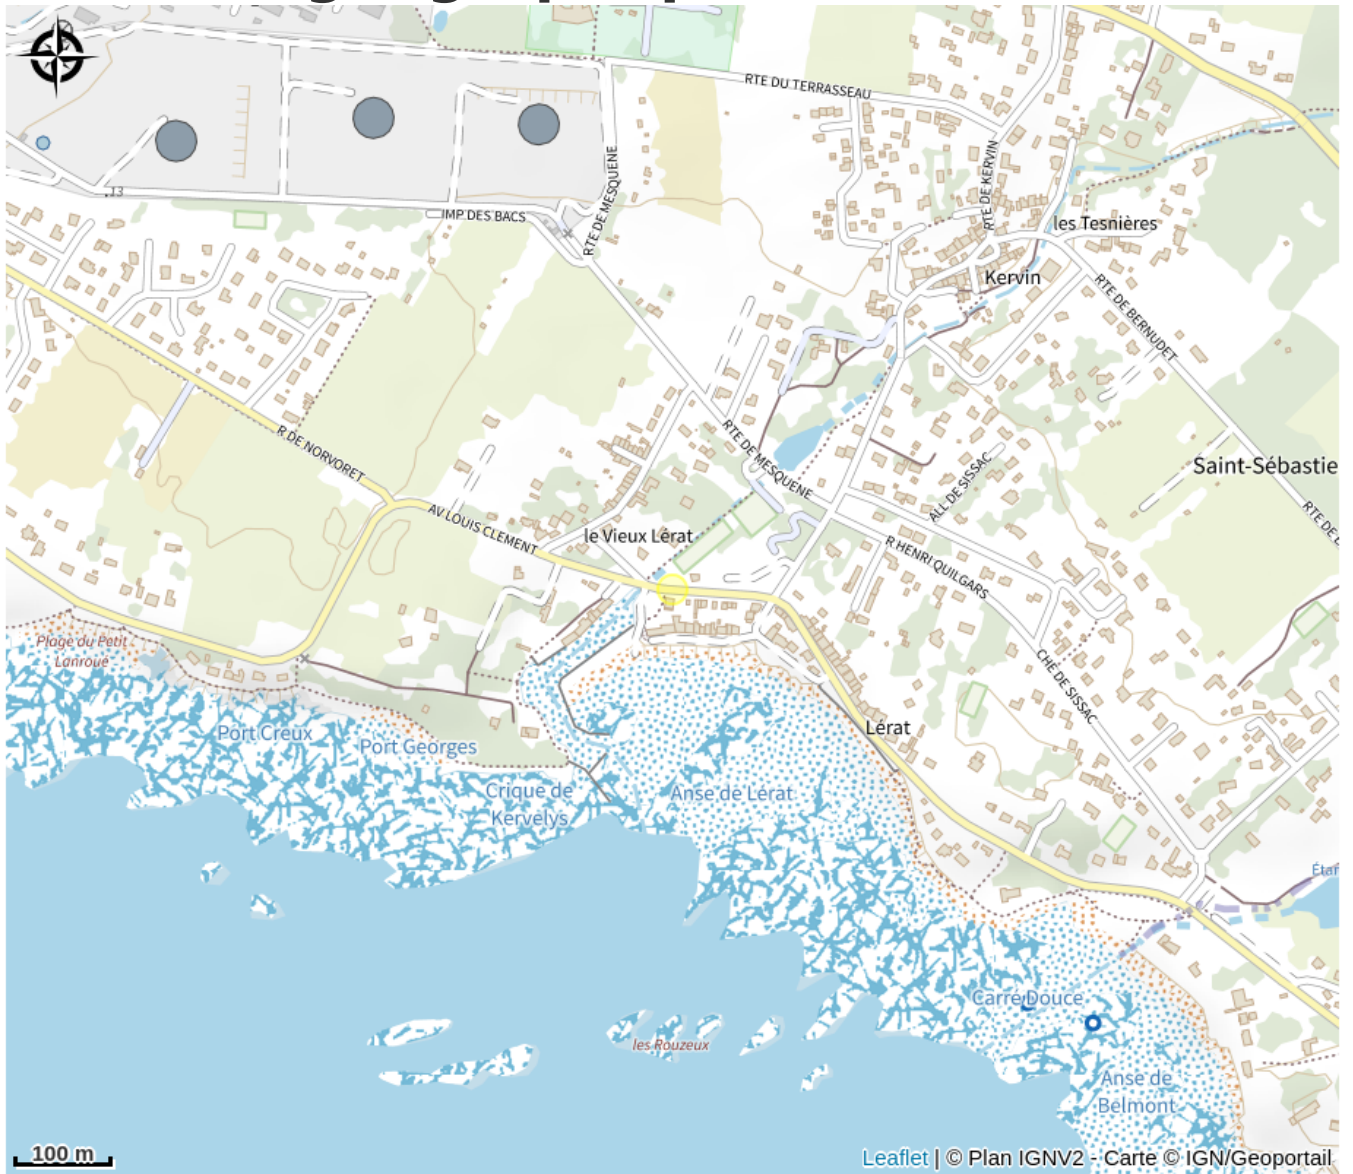 RTE DU TERRASSEAU
RTE DE MESQUENE
RTE DE KERVIN
13
IMP DES BACS
les Tesnières
Kervin
RTE DE BERNUDET
R DE NORVORET
RTE DE MESQUENE
ALL DE SISSAC
Saint-Sébastie
AV LOUIS CLEMENT
le Vieux Lérat
R HENRI QUILGARS
Plage du Petit
Lanroué
CHE DE SISSAC
Port Creux
Port Georges
Lérat
Crique de
Kervelys
Anse de Lérat
Étan
Carré Douce
les Rouzeux
Anse de
Belmont
100 m
Leaflet | © Plan IGNV2 - Carte © IGN/Geoportail